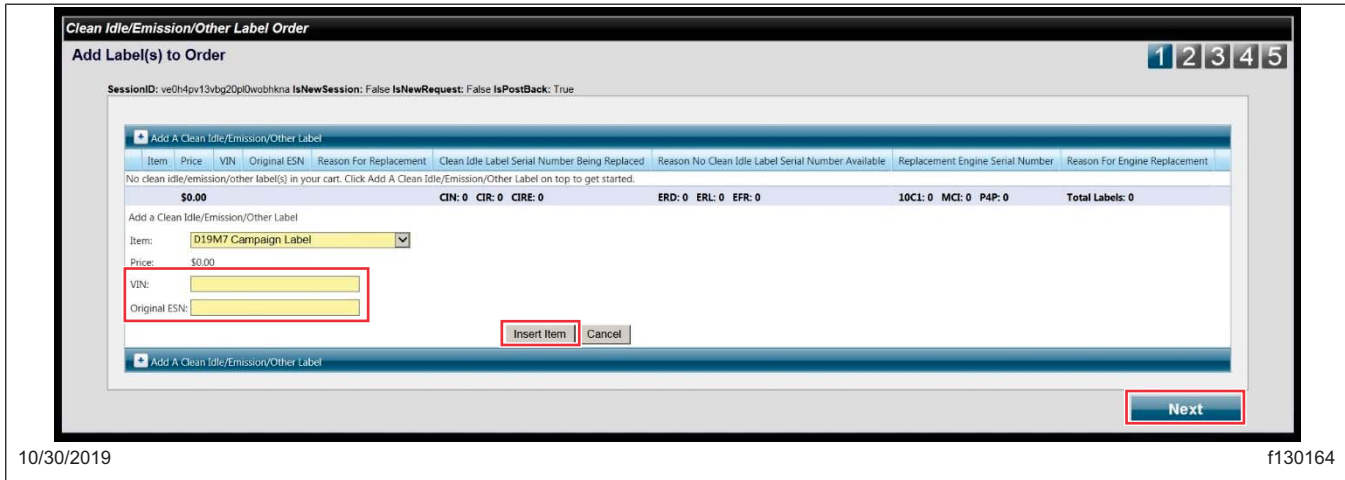 Clean Idle/Emission/Other Label Order
Add Label(s) to Order
1 2 3 4 5
SessionID: ve0h4pv13vbg20pl0wobhkna IsNewSession: False IsNewRequest: False IsPostBack: True
Add A Clean Idle/Emission/Other Label
Item Price VIN Original ESN Reason For Replacement Clean Idle Label Serial Number Being Replaced Reason No Clean Idle Label Serial Number Available Replacement Engine Serial Number Reason For Engine Replacement
No clean idle/emission/other label(s) in your cart. Click Add A Clean Idle/Emission/Other Label on top to get started.
$0.00 CIN: 0 CIR: 0 CIRE: 0 ERD: 0 ERL: 0 EFR: 0 10C1: 0 MCI: 0 P4P: 0 Total Labels: 0
Add a Clean Idle/Emission/Other Label
Item: D19M7 Campaign Label
Price: $0.00
VIN:
Original ESN:
Insert Item Cancel
Add A Clean Idle/Emission/Other Label
Next
10/30/2019 f130164